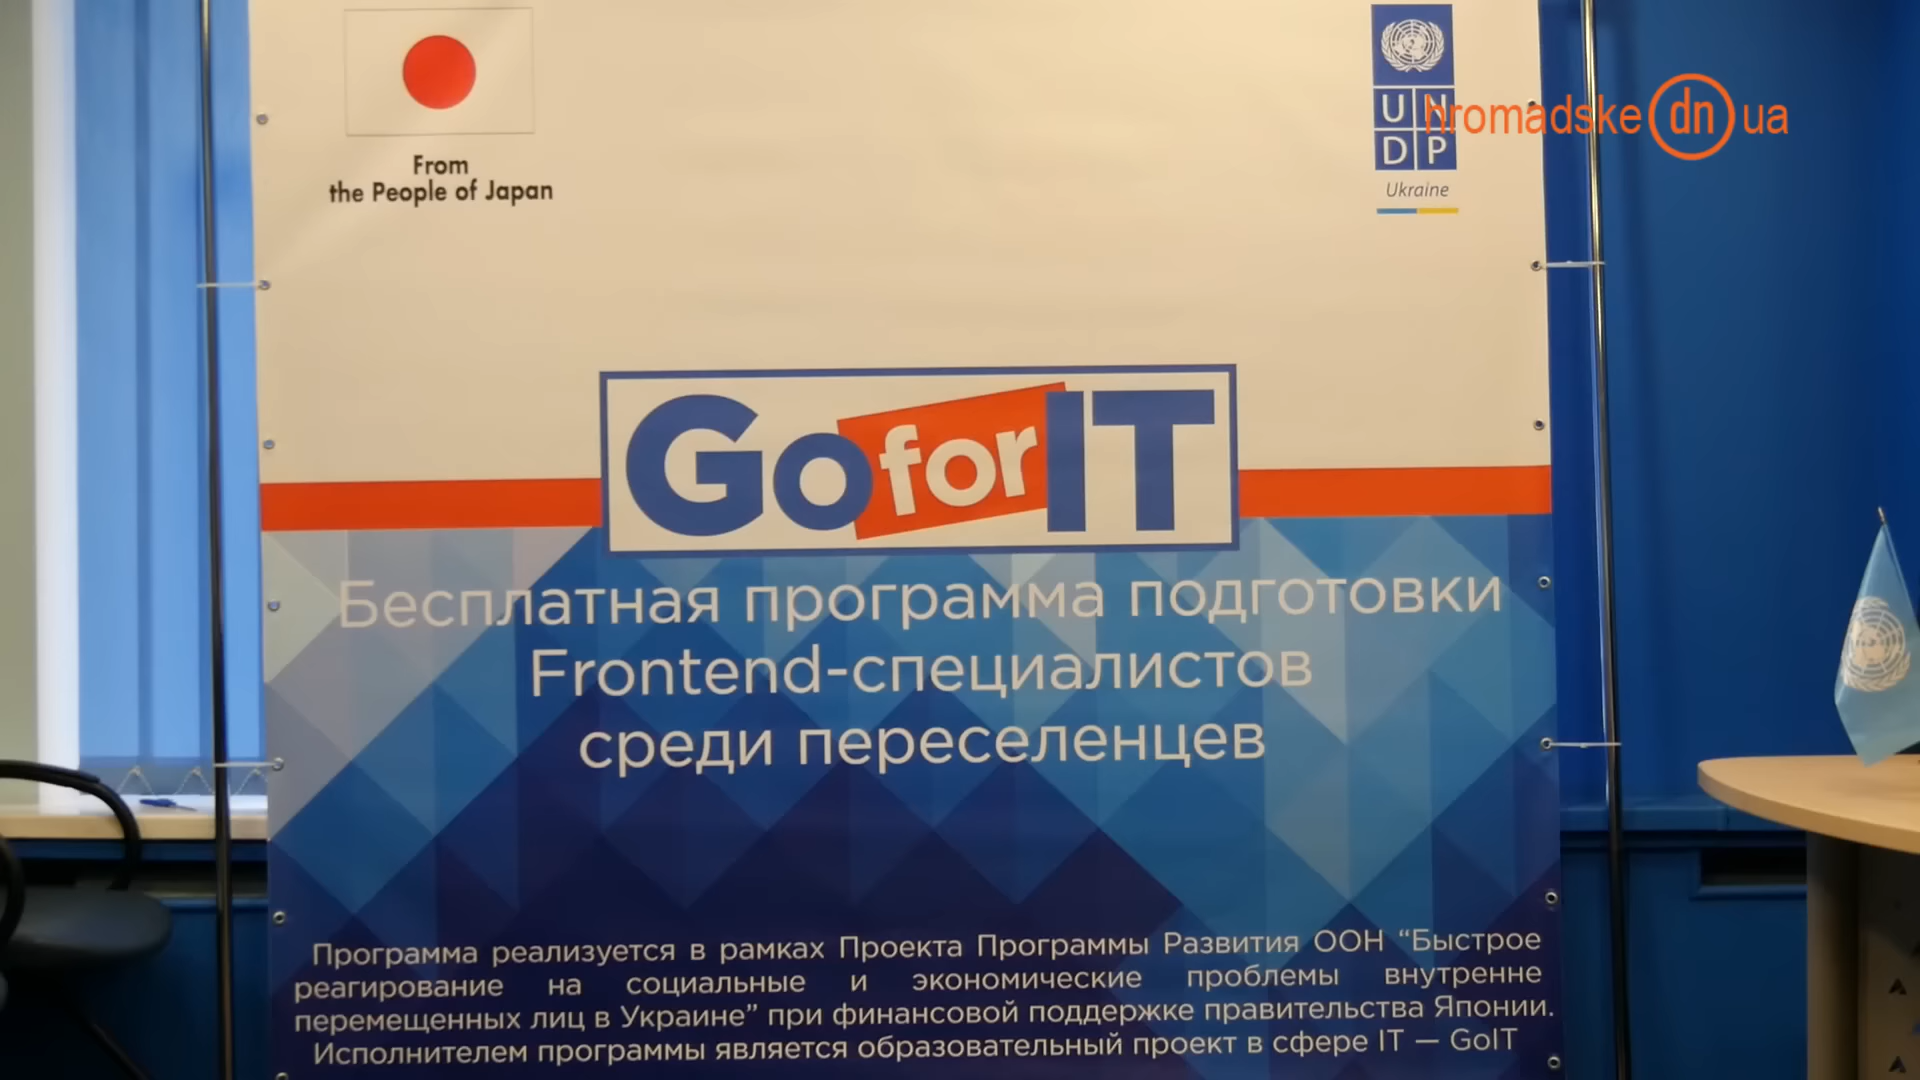 From
the People of Japan
U N
D P
Ukraine
hromadske dn ua
Go for IT
Бесплатная программа подготовки
Frontend-специалистов
среди переселенцев
Программа реализуется в рамках Проекта Программы Развития ООН “Быстрое
реагирование на социальные и экономические проблемы внутренне
перемещенных лиц в Украине” при финансовой поддержке правительства Японии.
Исполнителем программы является образовательный проект в сфере IT — GoIT